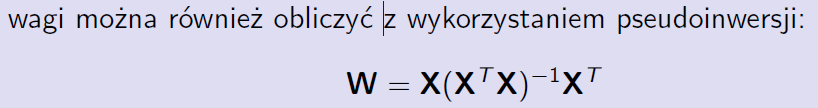 wagi można również obliczyć z wykorzystaniem pseudoinwersji:
W = X(XᵀX)⁻¹Xᵀ